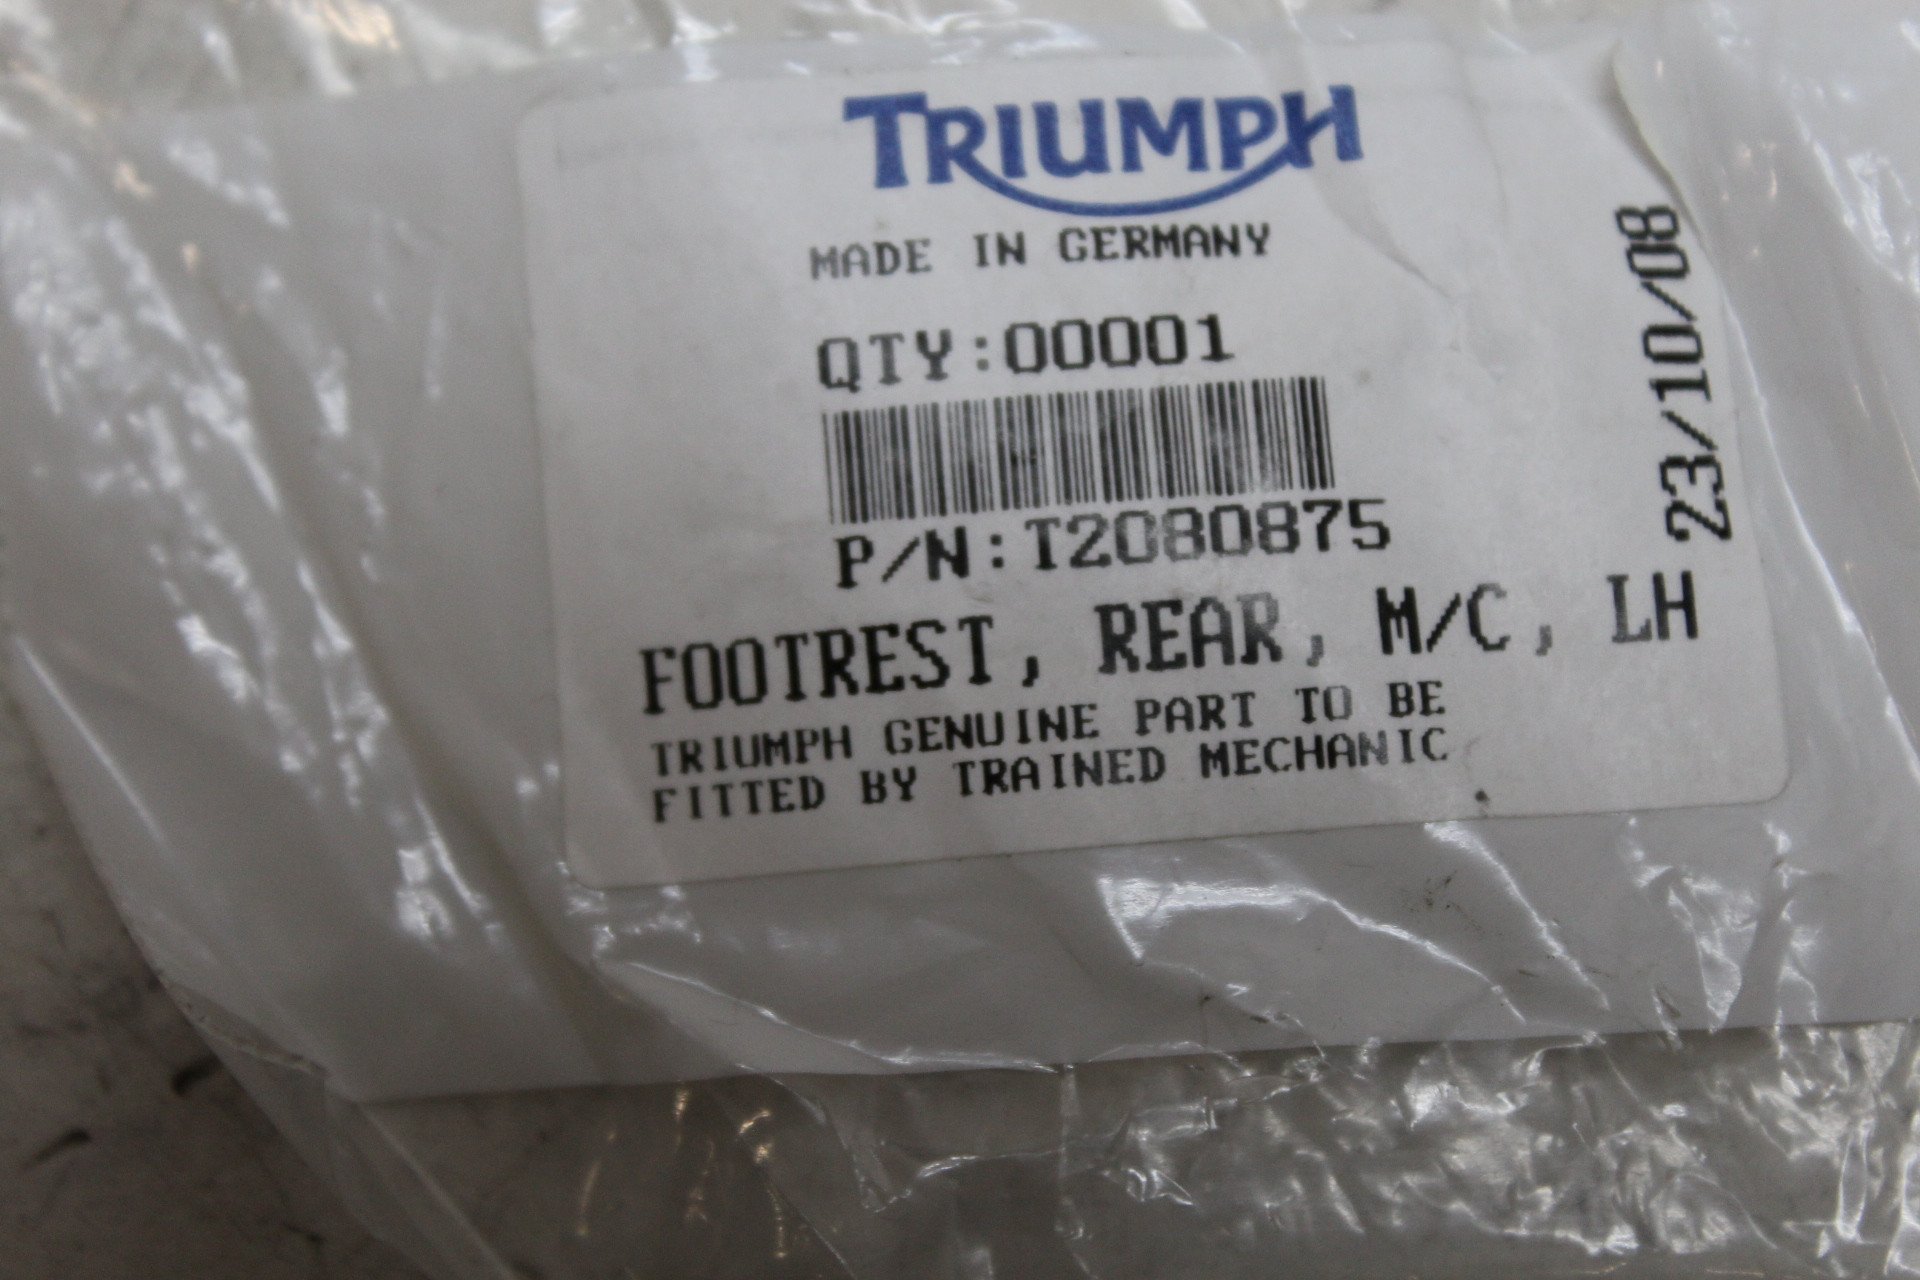 TRIUMPH
MADE IN GERMANY
QTY:00001
P/N:T2080875
FOOTREST, REAR, M/C, LH
TRIUMPH GENUINE PART TO BE
FITTED BY TRAINED MECHANIC
23/10/08